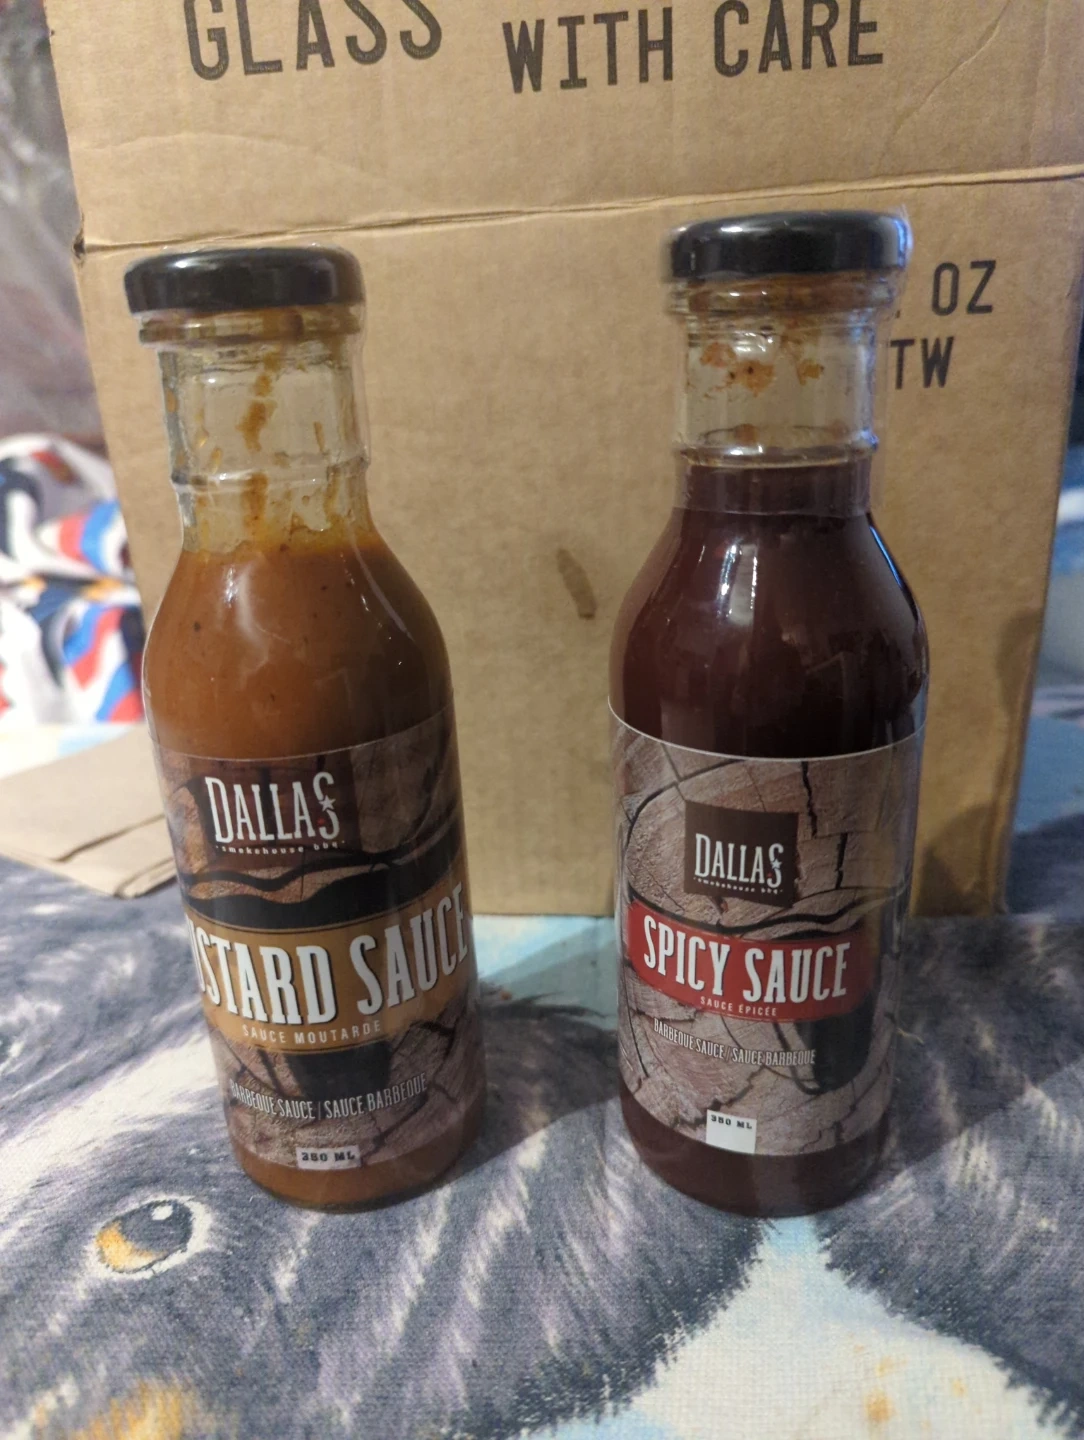 GLASS
WITH CARE
OZ
TW
DALLAS
smokehouse bbq
USTARD SAUCE
SAUCE MOUTARDE
BARBEQUE SAUCE / SAUCE BARBEQUE
350 ML
DALLAS
smokehouse bbq
SPICY SAUCE
SAUCE ÉPICÉE
BARBEQUE SAUCE / SAUCE BARBEQUE
350 ML